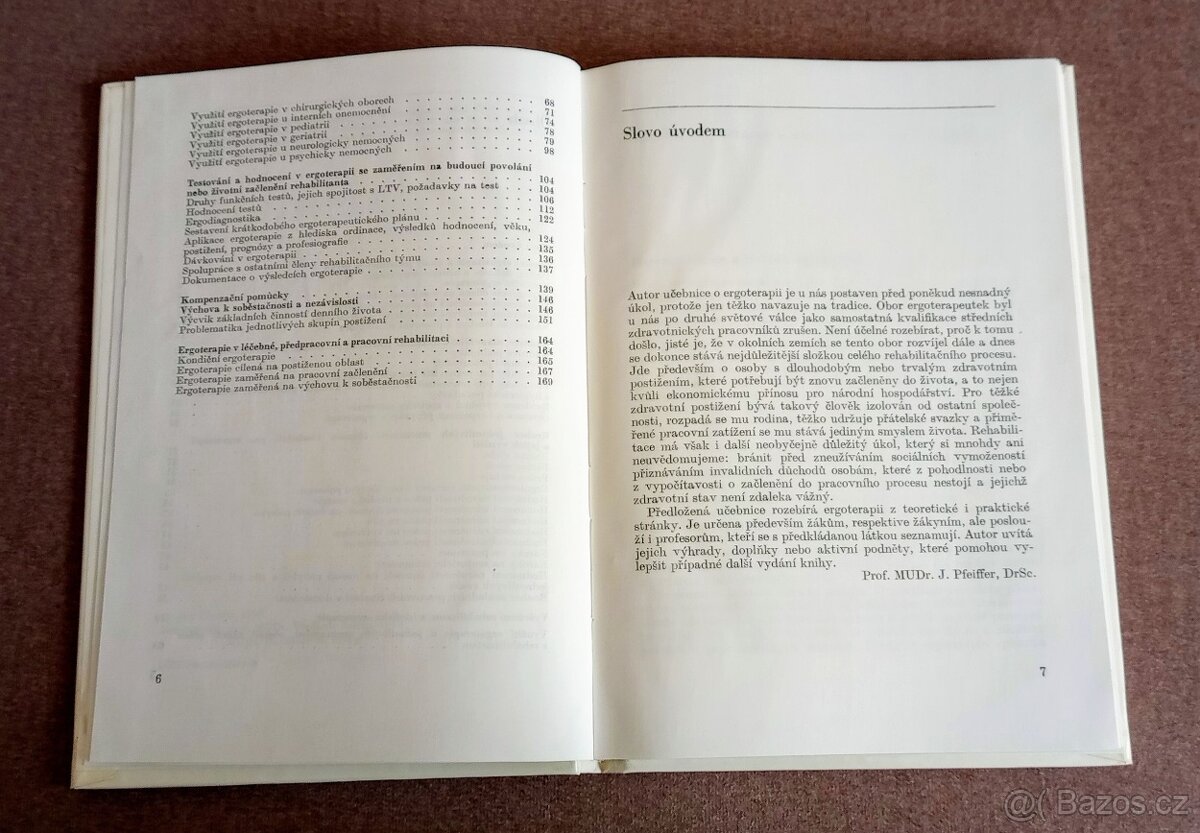 Využití ergoterapie v chirurgických oborech . . . . . . . . . . . 68
Využití ergoterapie u interních onemocnění . . . . . . . . . . . 71
Využití ergoterapie v pediatrii . . . . . . . . . . . 74
Využití ergoterapie v geriatrii . . . . . . . . . . . 78
Využití ergoterapie u neurologicky nemocných . . . . . . . . . . . 79
Využití ergoterapie u psychicky nemocných . . . . . . . . . . . 98
Testování a hodnocení v ergoterapii se zaměřením na budoucí povolání
nebo životní začlenění rehabilitanta . . . . . . . . . . . 104
Druhy funkčních testů, jejich spojitost s LTV, požadavky na test . . . 104
Hodnocení testů . . . . . . . . . . . 106
Ergodiagnostika . . . . . . . . . . . 112
Sestavení krátkodobého ergoterapeutického plánu . . . . . . . . . . . 122
Aplikace ergoterapie z hlediska ordinace, výsledků hodnocení, věku,
postižení, prognózy a profesiografie . . . . . . . . . . . 124
Dávkování v ergoterapii . . . . . . . . . . . 135
Spolupráce s ostatními členy rehabilitačního týmu . . . . . . . . . . . 136
Dokumentace o výsledcích ergoterapie . . . . . . . . . . . 137
Kompenzační pomůcky . . . . . . . . . . . 139
Výchova k soběstačnosti a nezávislosti . . . . . . . . . . . 146
Výcvik základních činností denního života . . . . . . . . . . . 146
Problematika jednotlivých skupin postižení . . . . . . . . . . . 151
Ergoterapie v léčebné, předpracovní a pracovní rehabilitaci . . . . . 164
Kondiční ergoterapie . . . . . . . . . . . 164
Ergoterapie cílená na postiženou oblast . . . . . . . . . . . 165
Ergoterapie zaměřená na pracovní začlenění . . . . . . . . . . . 167
Ergoterapie zaměřená na výchovu k soběstačnosti . . . . . . . . . . . 169
6
Slovo úvodem
Autor učebnice o ergoterapii je u nás postaven před poněkud nesnadný
úkol, protože jen těžko navazuje na tradice. Obor ergoterapeutek byl
u nás po druhé světové válce jako samostatná kvalifikace středních
zdravotnických pracovníků zrušen. Není účelné rozebírat, proč k tomu
došlo, jisté je, že v okolních zemích se tento obor rozvíjel dále a dnes
se dokonce stává nejdůležitější složkou celého rehabilitačního procesu.
Jde především o osoby s dlouhodobým nebo trvalým zdravotním
postižením, které potřebují být znovu začleněny do života, a to nejen
kvůli ekonomickému přínosu pro národní hospodářství. Pro těžké
zdravotní postižení bývá takový člověk izolován od ostatní společ-
nosti, rozpadá se mu rodina, těžko udržuje přátelské svazky a přimě-
řené pracovní zatížení se mu stává jediným smyslem života. Rehabili-
tace má však i další neobyčejně důležitý úkol, který si mnohdy ani
neuvědomujeme: bránit před zneužíváním sociálních vymožeností
přiznáváním invalidních důchodů osobám, které z pohodlnosti nebo
z vypočítavosti o začlenění do pracovního procesu nestojí a jejichž
zdravotní stav není zdaleka vážný.
Předložená učebnice rozebírá ergoterapii z teoretické i praktické
stránky. Je určena především žákům, respektive žákyním, ale poslou-
ží i profesorům, kteří se s předkládanou látkou seznamují. Autor uvítá
jejich výhrady, doplňky nebo aktivní podněty, které pomohou vy-
lepšit případné další vydání knihy.
Prof. MUDr. J. Pfeiffer, DrSc.
7
@( Bazos.cz